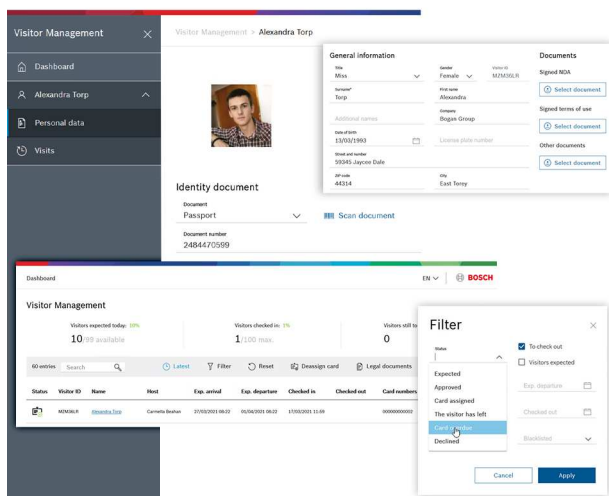 Visitor Management
Dashboard
Alexandra Torp
Personal data
Visits
Visitor Management > Alexandra Torp
Identity document
Document
Passport
Scan document
Document number
2484470599
General information
Title
Miss
Gender
Female
Visitor ID
MZM36LR
Surname*
Torp
First name
Alexandra
Additional names
Company
Bogan Group
Date of birth
13/03/1993
License plate number
Street and number
59345 Jaycee Dale
ZIP code
44314
City
East Torey
Documents
Signed NDA
Select document
Signed terms of use
Select document
Other documents
Select document
Dashboard
EN
BOSCH
Visitor Management
Visitors expected today: 10%
10/99 available
Visitors checked in: 1%
1/100 max.
Visitors still to
0
60 entries
Search
Latest
Filter
Reset
Deassign card
Legal documents
Status Visitor ID Name Host Exp. arrival Exp. departure Checked in Checked out Card numbers
MZM36LR Alexandra Torp Carmella Beahan 27/03/2021 08:22 01/04/2021 08:22 17/03/2021 11:59
Filter
Status
Expected
Approved
Card assigned
The visitor has left
Declined
To check out
Visitors expected
Exp. departure
Checked out
Blacklisted
Cancel
Apply